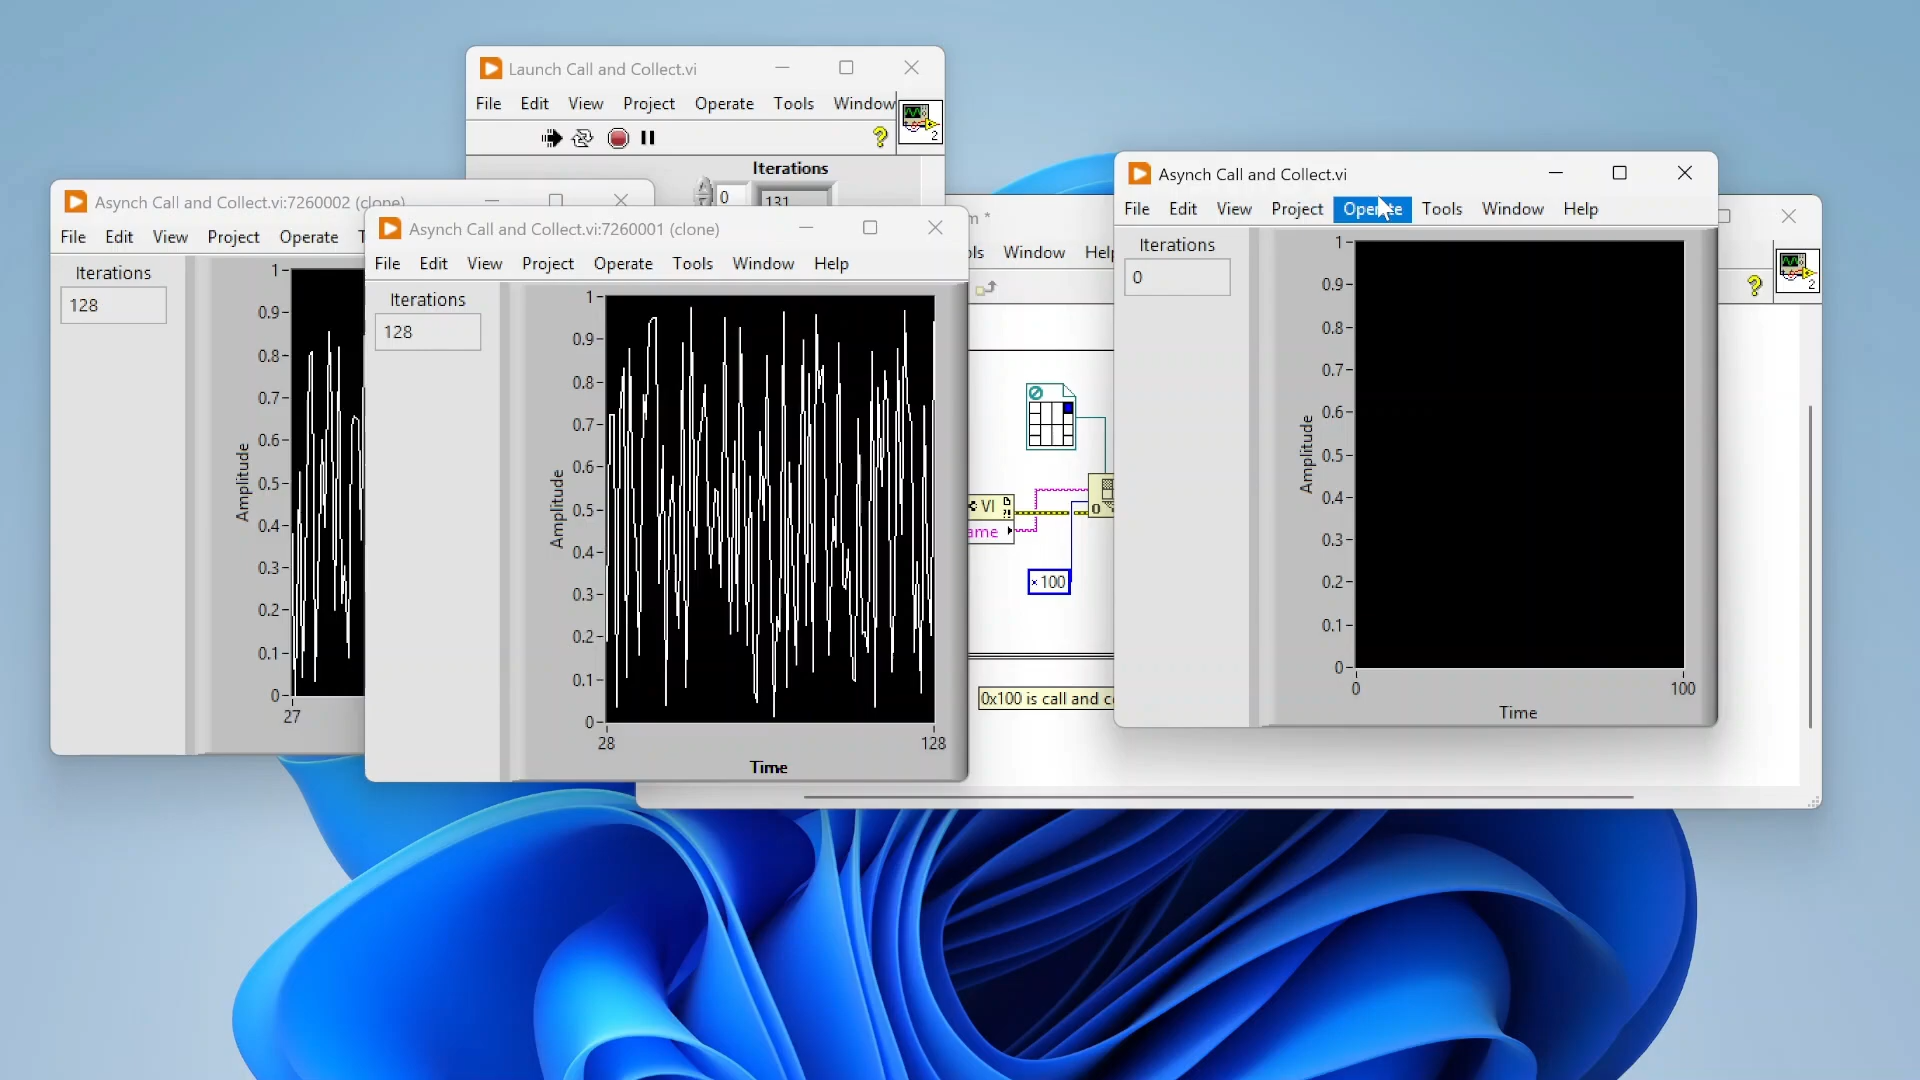 Launch Call and Collect.vi
File Edit View Project Operate Tools Window
2
Iterations
0
131
Asynch Call and Collect.vi:7260002 (clone)
File Edit View Project Operate
Iterations
128
Amplitude
1
0.9
0.8
0.7
0.6
0.5
0.4
0.3
0.2
0.1
0
27
Asynch Call and Collect.vi:7260001 (clone)
File Edit View Project Operate Tools Window Help
Iterations
128
Amplitude
1
0.9
0.8
0.7
0.6
0.5
0.4
0.3
0.2
0.1
0
28
128
Time
m *
ols Window Help
2
VI
ame
×100
0x100 is call and c
Asynch Call and Collect.vi
File Edit View Project Operate Tools Window Help
Iterations
0
Amplitude
1
0.9
0.8
0.7
0.6
0.5
0.4
0.3
0.2
0.1
0
0
100
Time